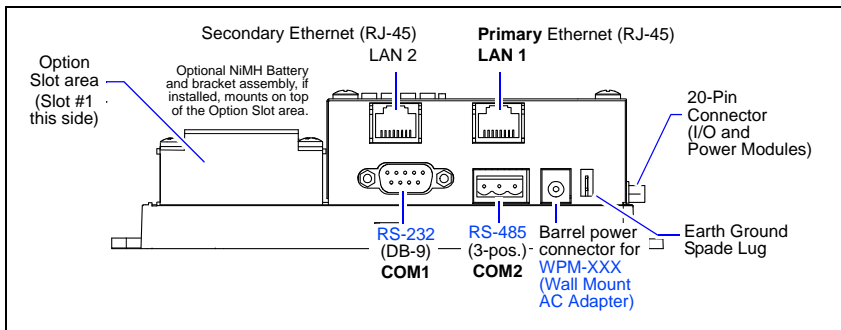 Secondary Ethernet (RJ-45)
LAN 2
Primary Ethernet (RJ-45)
LAN 1
Option
Slot area
(Slot #1
this side)
Optional NiMH Battery
and bracket assembly, if
installed, mounts on top
of the Option Slot area.
20-Pin
Connector
(I/O and
Power Modules)
RS-232
(DB-9)
COM1
RS-485
(3-pos.)
COM2
Barrel power
connector for
WPM-XXX
(Wall Mount
AC Adapter)
Earth Ground
Spade Lug